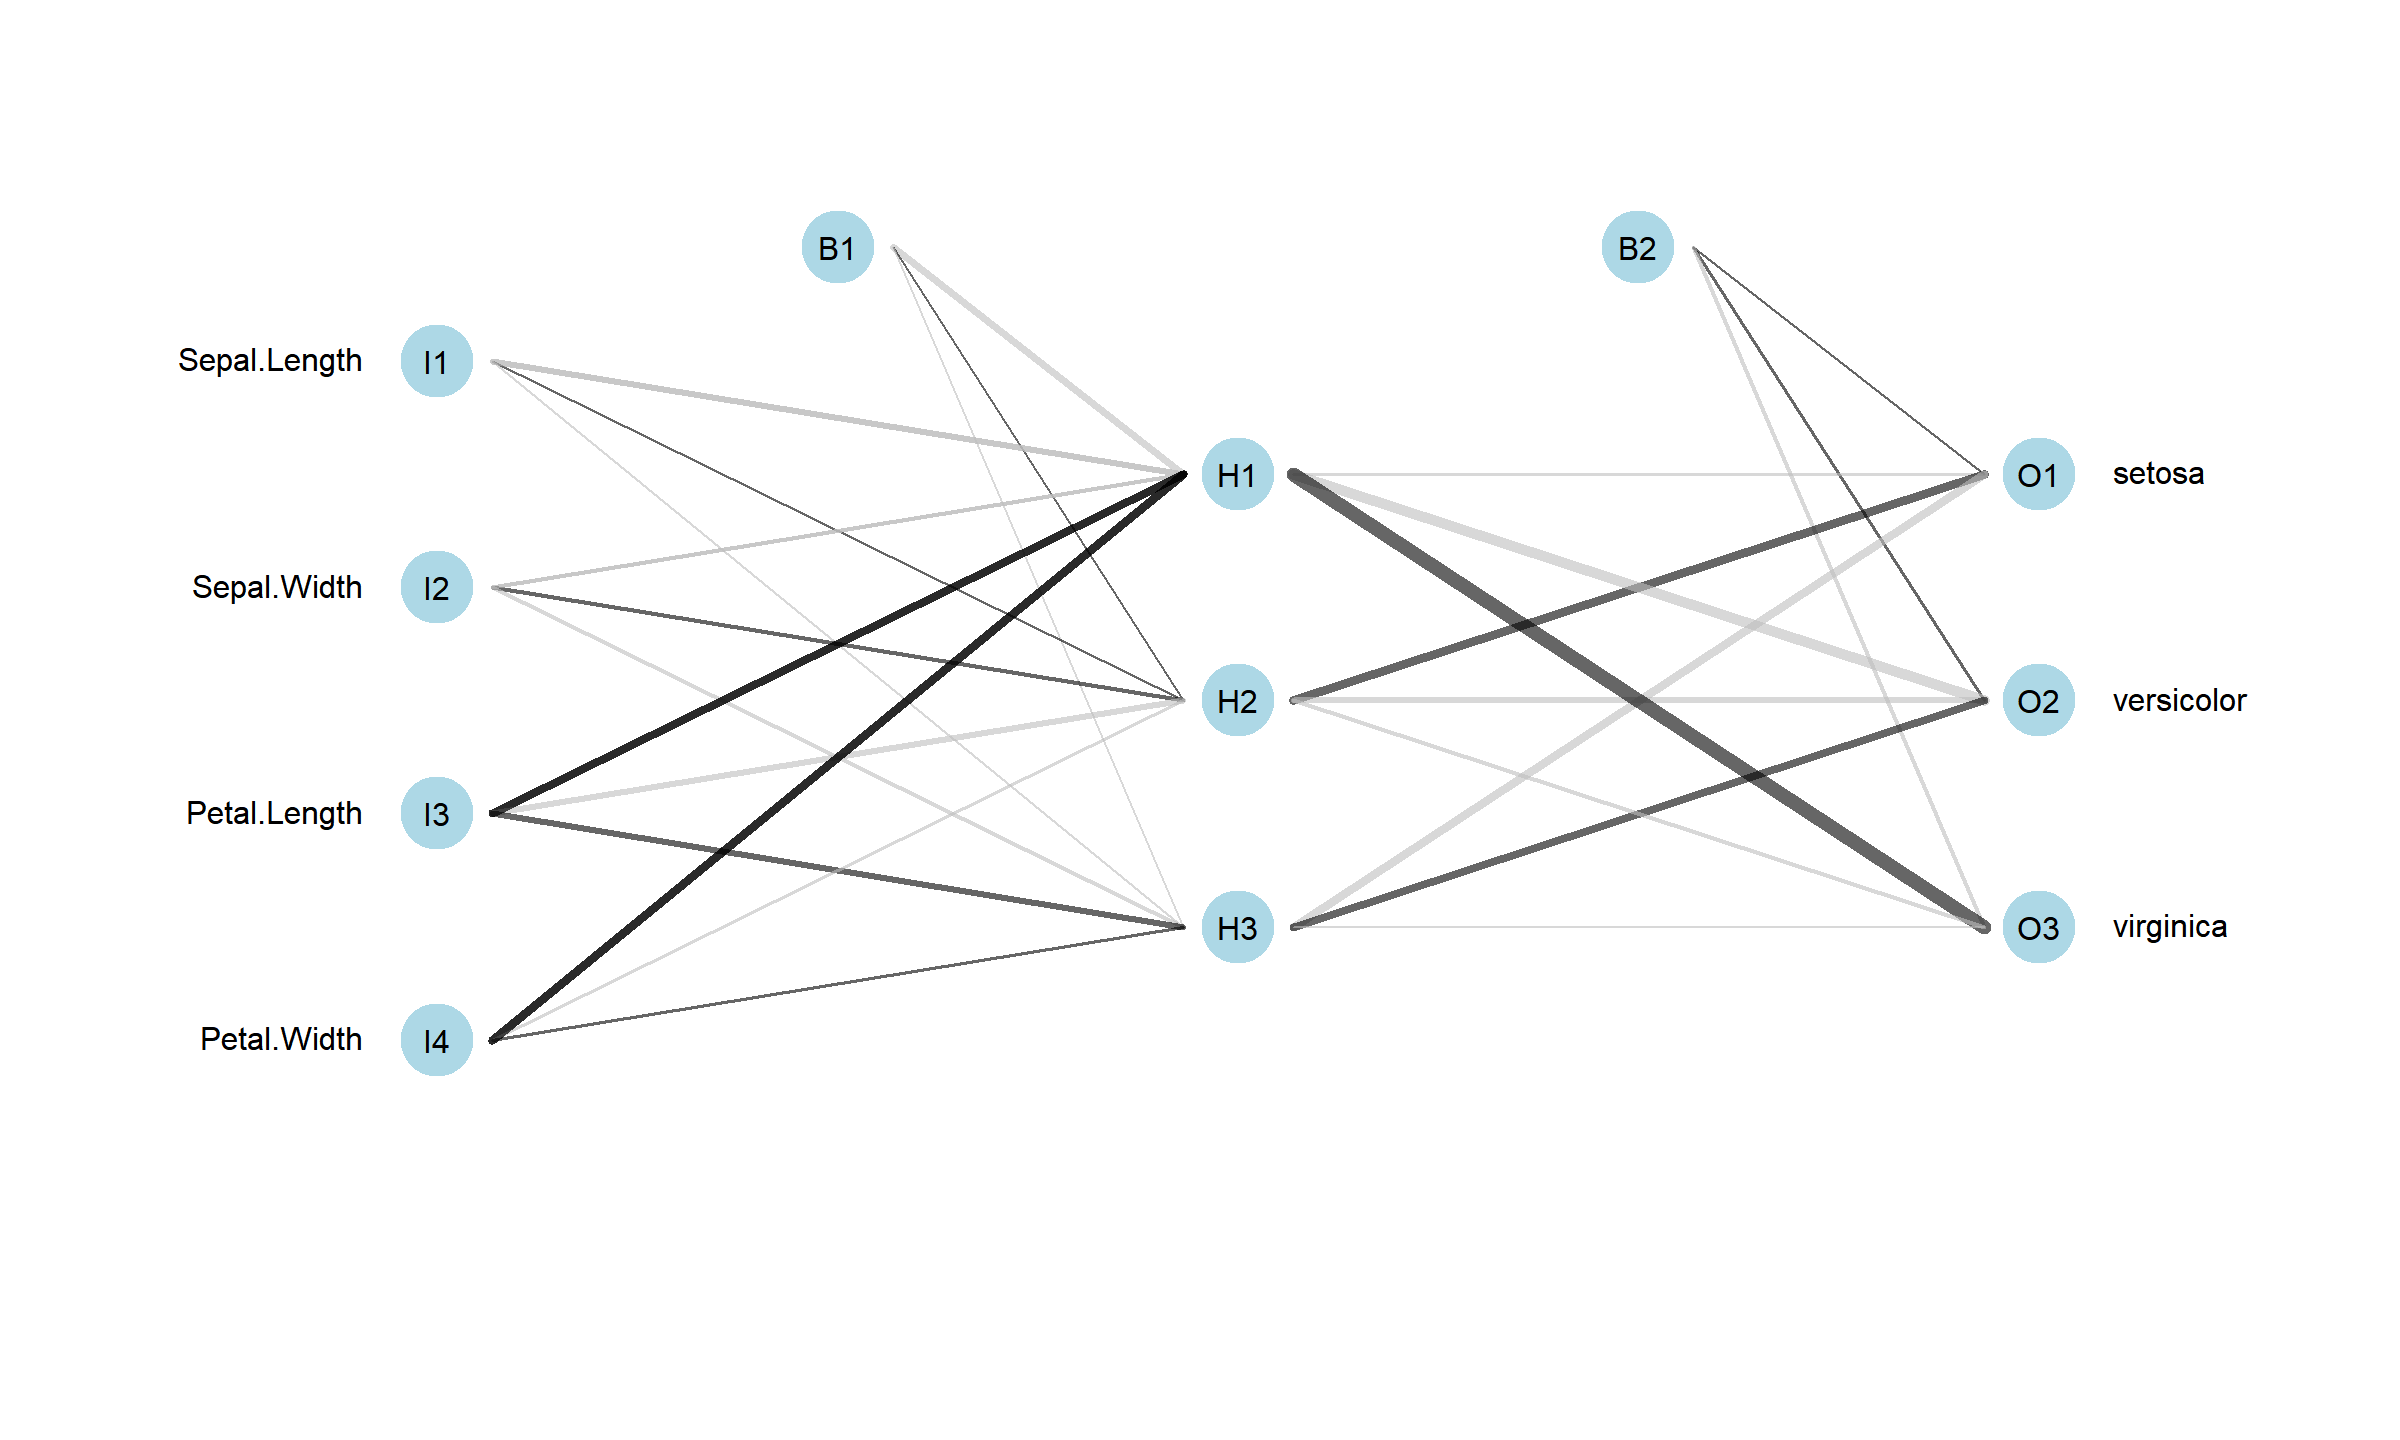 B1
B2
Sepal.Length I1
H1
O1 setosa
Sepal.Width I2
H2
O2 versicolor
Petal.Length I3
H3
O3 virginica
Petal.Width I4